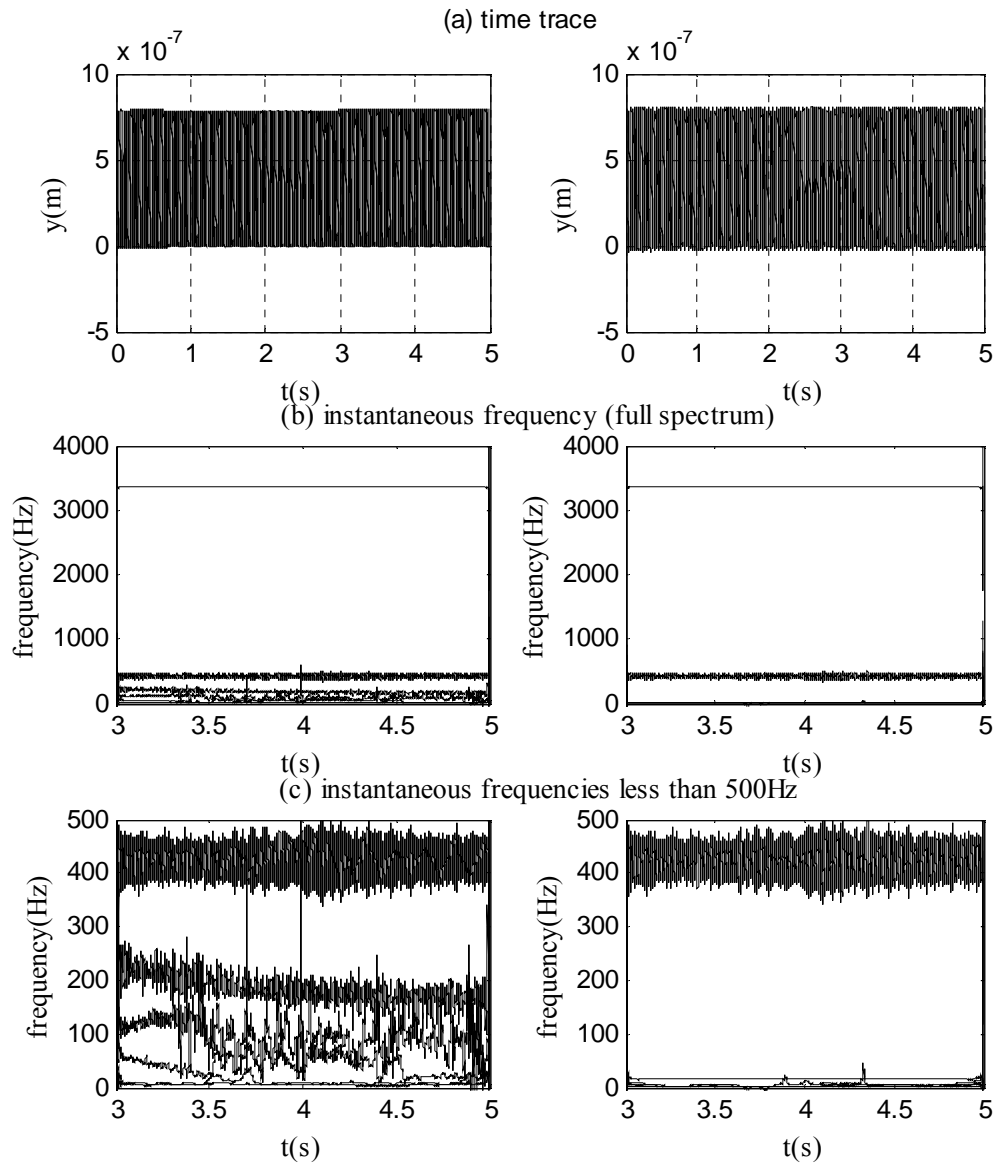 (a) time trace
x 10-7
10
5
0
-5
y(m)
0 1 2 3 4 5
t(s)
x 10-7
10
5
0
-5
y(m)
0 1 2 3 4 5
t(s)
(b) instantaneous frequency (full spectrum)
4000
3000
2000
1000
0
frequency(Hz)
3 3.5 4 4.5 5
t(s)
4000
3000
2000
1000
0
frequency(Hz)
3 3.5 4 4.5 5
t(s)
(c) instantaneous frequencies less than 500Hz
500
400
300
200
100
0
frequency(Hz)
3 3.5 4 4.5 5
t(s)
500
400
300
200
100
0
frequency(Hz)
3 3.5 4 4.5 5
t(s)